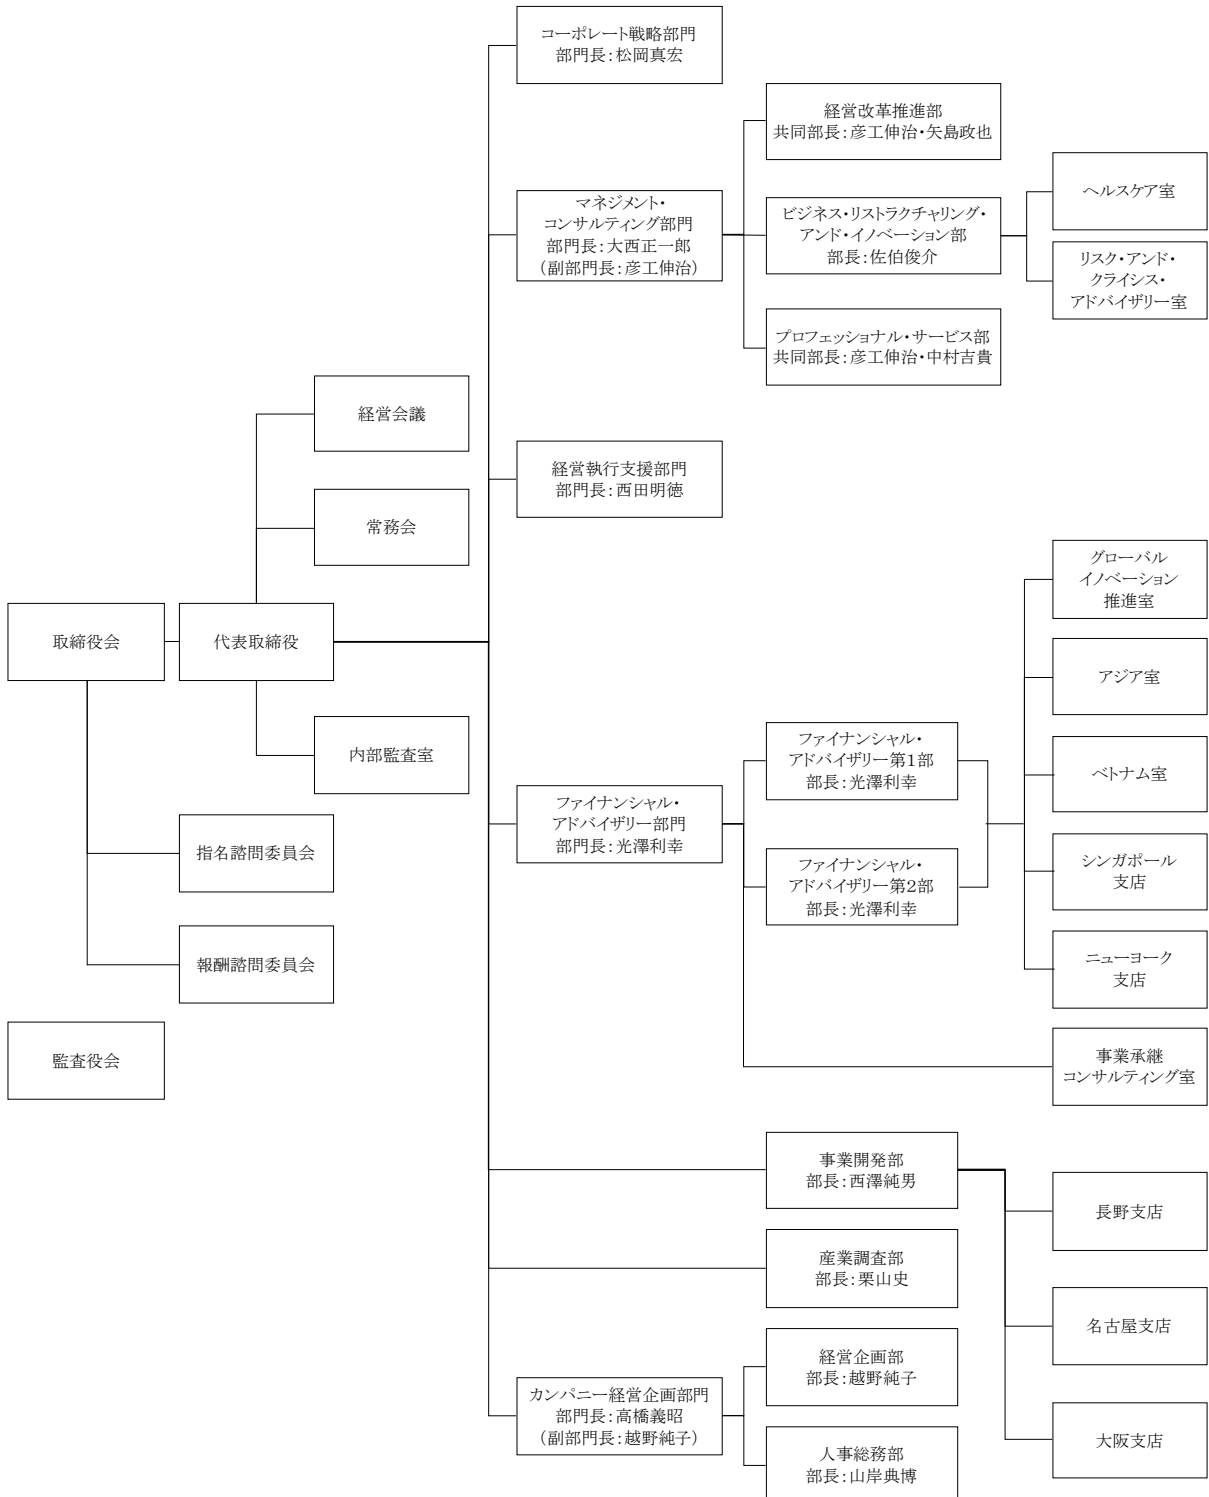 コーポレート戦略部門
部門長：松岡真宏
経営改革推進部
共同部長：彦工伸治・矢島政也
マネジメント・
コンサルティング部門
部門長：大西正一郎
（副部門長：彦工伸治）
ビジネス・リストラクチャリング・
アンド・イノベーション部
部長：佐伯俊介
ヘルスケア室
リスク・アンド・
クライシス・
アドバイザリー室
プロフェッショナル・サービス部
共同部長：彦工伸治・中村吉貴
経営会議
経営執行支援部門
部門長：西田明徳
常務会
取締役会
代表取締役
内部監査室
指名諮問委員会
報酬諮問委員会
監査役会
ファイナンシャル・
アドバイザリー部門
部門長：光澤利幸
ファイナンシャル・
アドバイザリー第1部
部長：光澤利幸
ファイナンシャル・
アドバイザリー第2部
部長：光澤利幸
グローバル
イノベーション
推進室
アジア室
ベトナム室
シンガポール
支店
ニューヨーク
支店
事業承継
コンサルティング室
事業開発部
部長：西澤純男
長野支店
名古屋支店
大阪支店
産業調査部
部長：栗山史
カンパニー経営企画部門
部門長：高橋義昭
（副部門長：越野純子）
経営企画部
部長：越野純子
人事総務部
部長：山岸典博